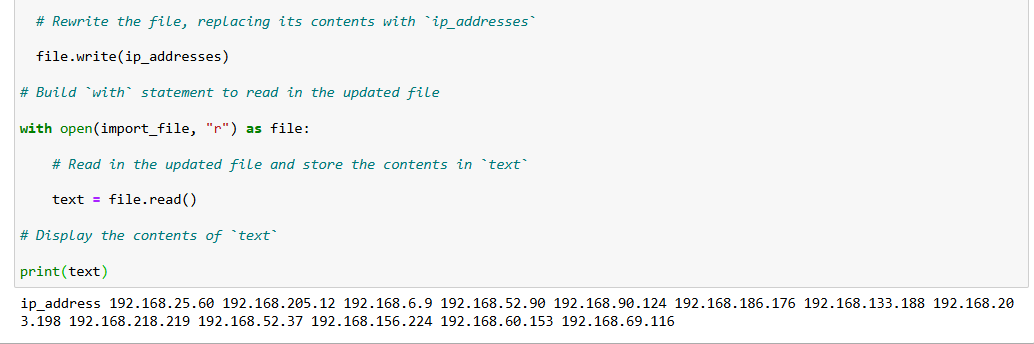 # Rewrite the file, replacing its contents with `ip_addresses`
file.write(ip_addresses)
# Build `with` statement to read in the updated file
with open(import_file, "r") as file:
# Read in the updated file and store the contents in `text`
text = file.read()
# Display the contents of `text`
print(text)
ip_address 192.168.25.60 192.168.205.12 192.168.6.9 192.168.52.90 192.168.90.124 192.168.186.176 192.168.133.188 192.168.20
3.198 192.168.218.219 192.168.52.37 192.168.156.224 192.168.60.153 192.168.69.116